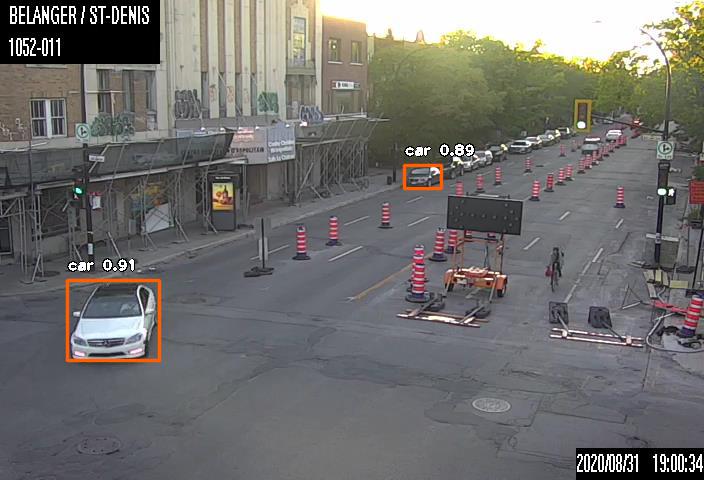 BELANGER / ST-DENIS
1052-011
car 0.89
car 0.91
2020/08/31 19:00:34